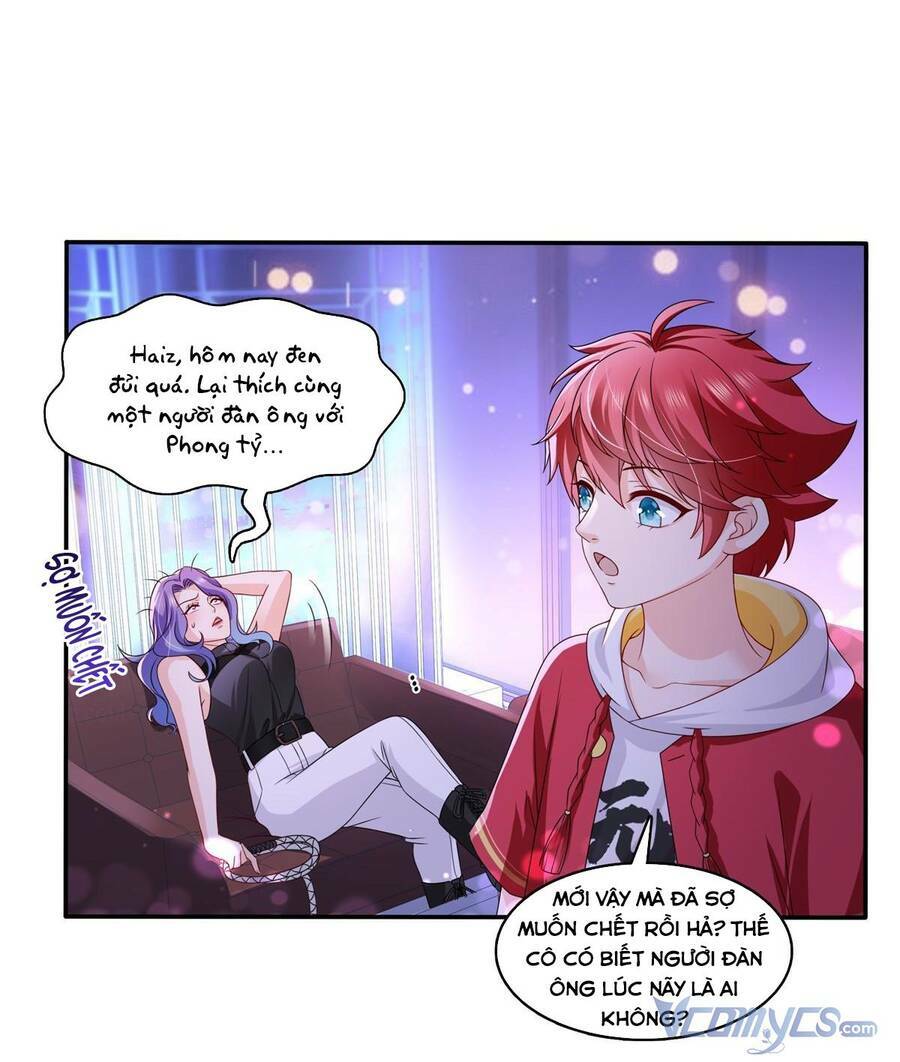 Haiz, hôm nay đen
đủi quá. Lại thích cùng
một người đàn ông với
Phong tỷ...
SỢ MUỐN CHẾT
MỚI VẬY MÀ ĐÃ SỢ
MUỐN CHẾT RỒI HẢ? THẾ
CÔ CÓ BIẾT NGƯỜI ĐÀN
ÔNG LÚC NÃY LÀ AI
KHÔNG?
VCOMYCS.com